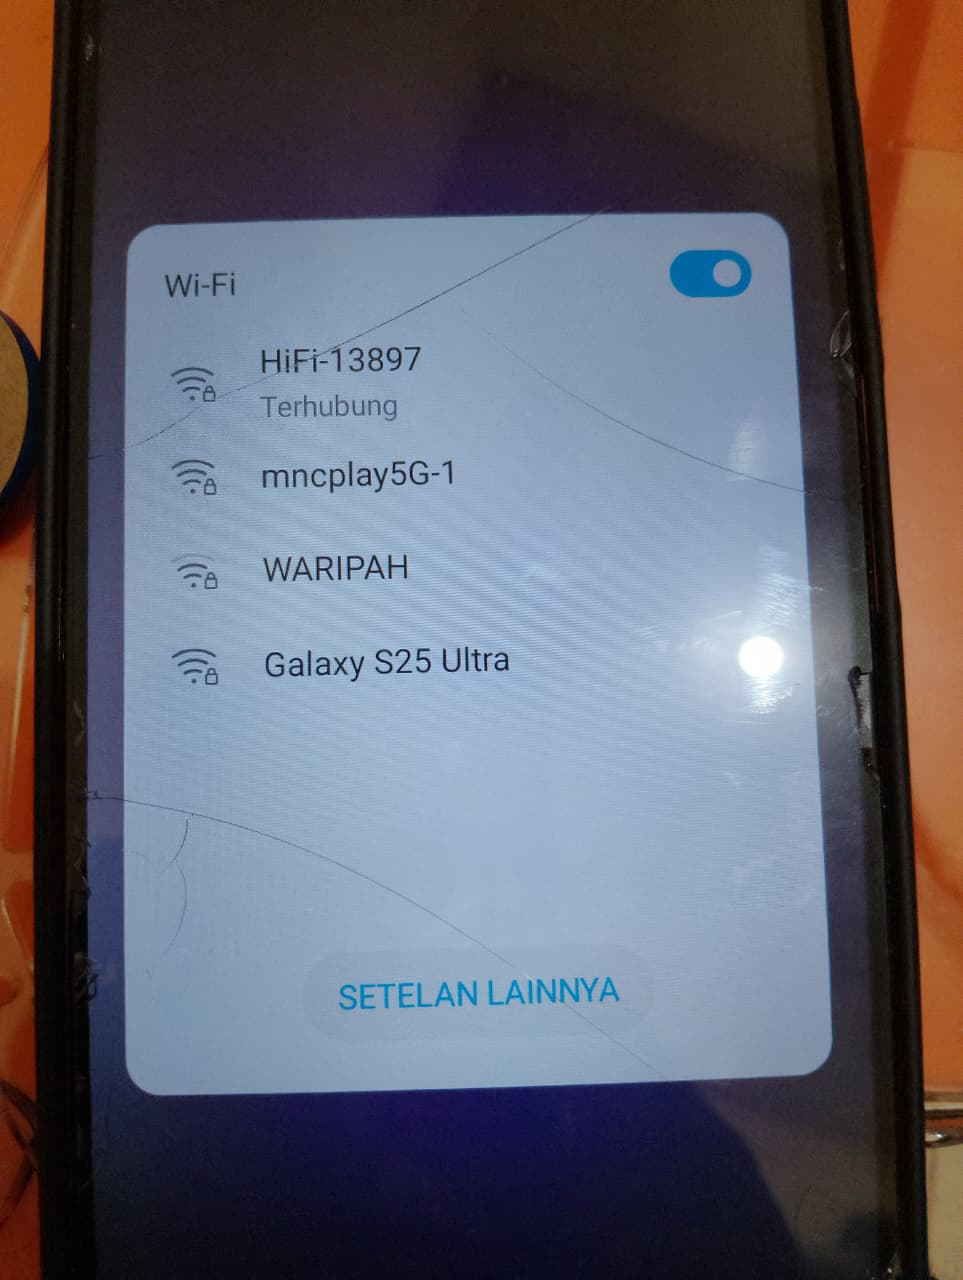 Wi-Fi
HiFi-13897
Terhubung
mncplay5G-1
WARIPAH
Galaxy S25 Ultra
SETELAN LAINNYA